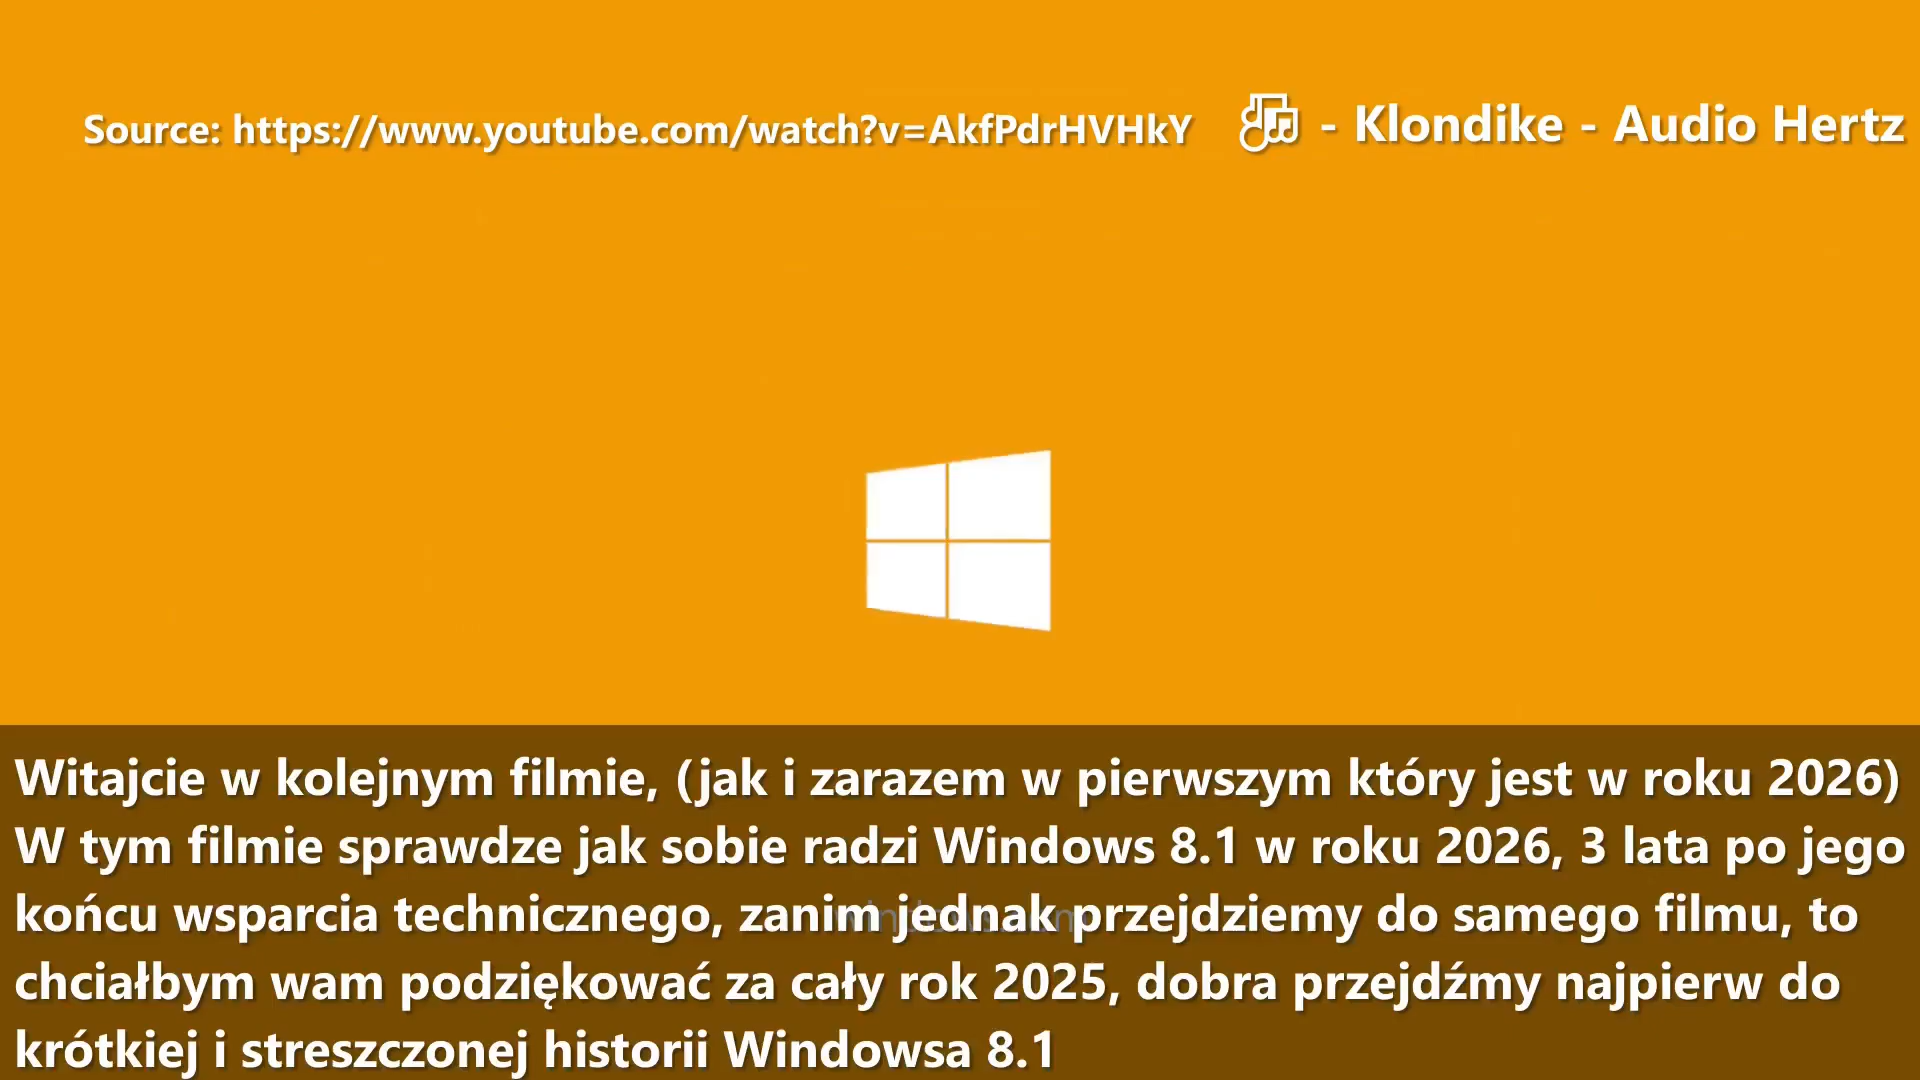 Source: https://www.youtube.com/watch?v=AkfPdrHVHkY
- Klondike - Audio Hertz
Witajcie w kolejnym filmie, (jak i zarazem w pierwszym który jest w roku 2026)
W tym filmie sprawdze jak sobie radzi Windows 8.1 w roku 2026, 3 lata po jego
końcu wsparcia technicznego, zanim jednak przejdziemy do samego filmu, to
chciałbym wam podziękować za cały rok 2025, dobra przejdźmy najpierw do
krótkiej i streszczonej historii Windowsa 8.1